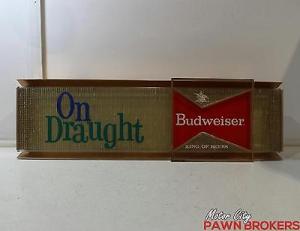 On
Draught
Budweiser
KING OF BEERS
Motor City
PAWN BROKERS